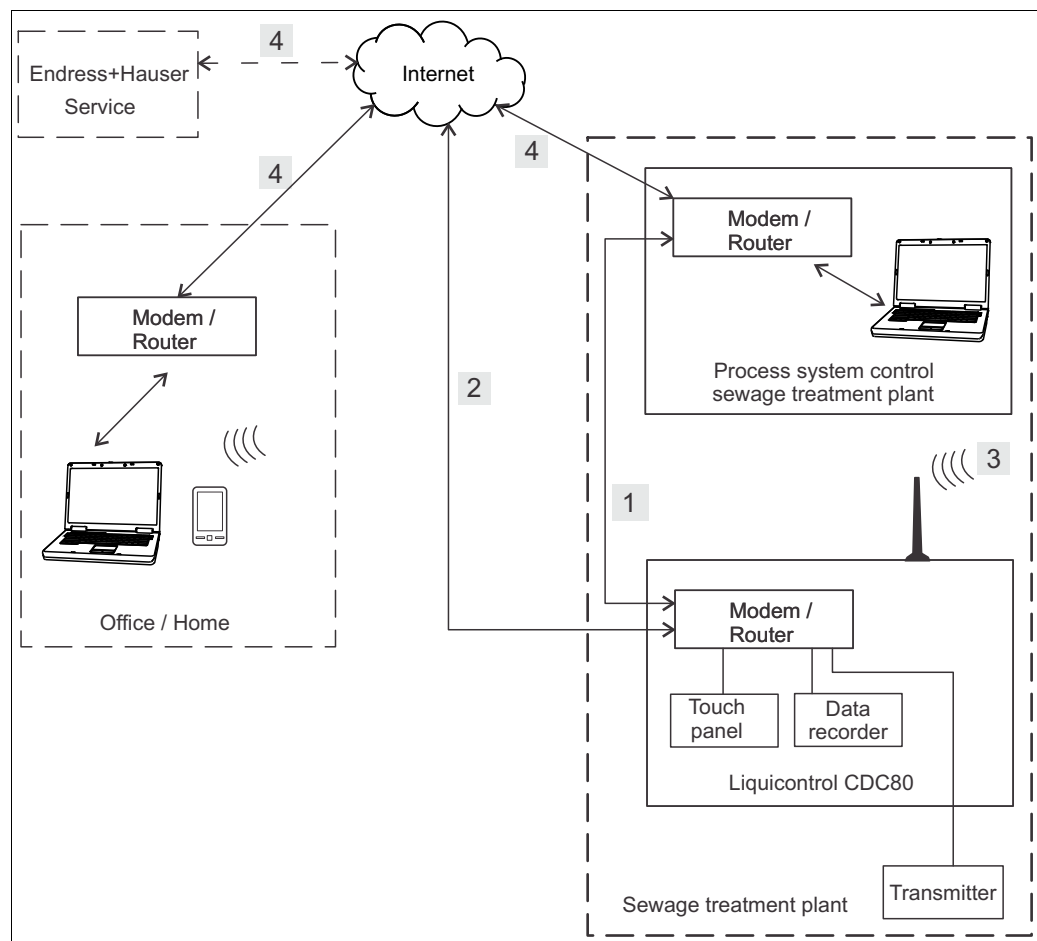 4
Internet
Endress+Hauser
Service
4
4
Modem /
Router
Modem /
Router
Process system control
sewage treatment plant
2
3
1
Office / Home
Modem /
Router
Touch
panel
Data
recorder
Liquicontrol CDC80
Transmitter
Sewage treatment plant